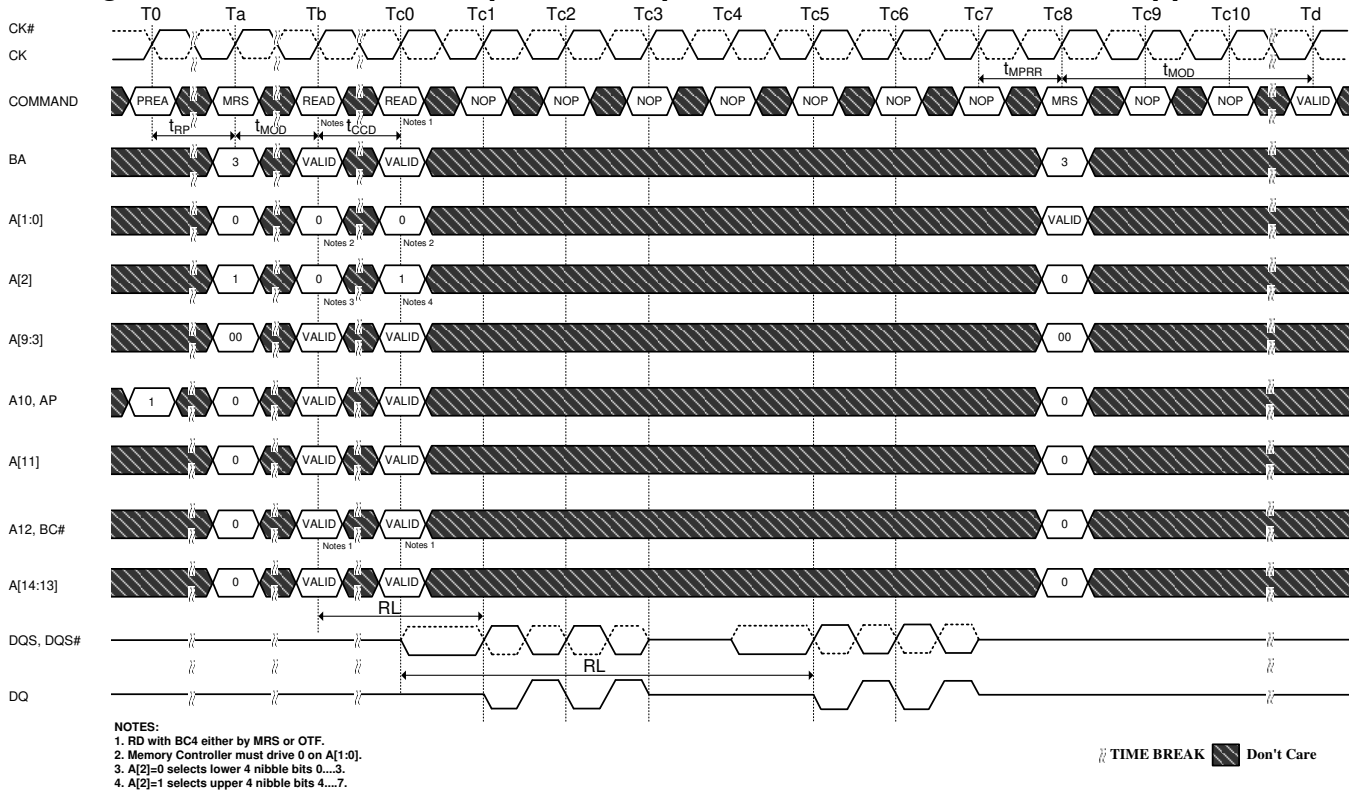 T0 Ta Tb Tc0 Tc1 Tc2 Tc3 Tc4 Tc5 Tc6 Tc7 Tc8 Tc9 Tc10 Td
CK#
CK
tMPRR tMOD
COMMAND PREA MRS READ READ NOP NOP NOP NOP NOP NOP NOP MRS NOP NOP VALID
Notes 1 Notes 1
tRP tMOD tCCD
BA 3 VALID VALID 3
A[1:0] 0 0 0 VALID
Notes 2 Notes 2
A[2] 1 0 1 0
Notes 3 Notes 4
A[9:3] 00 VALID VALID 00
A10, AP 1 0 VALID VALID 0
A[11] 0 VALID VALID 0
A12, BC# 0 VALID VALID 0
Notes 1 Notes 1
A[14:13] 0 VALID VALID 0
RL
DQS, DQS#
RL
DQ
NOTES:
1. RD with BC4 either by MRS or OTF.
2. Memory Controller must drive 0 on A[1:0].
3. A[2]=0 selects lower 4 nibble bits 0....3.
4. A[2]=1 selects upper 4 nibble bits 4....7.
TIME BREAK Don't Care